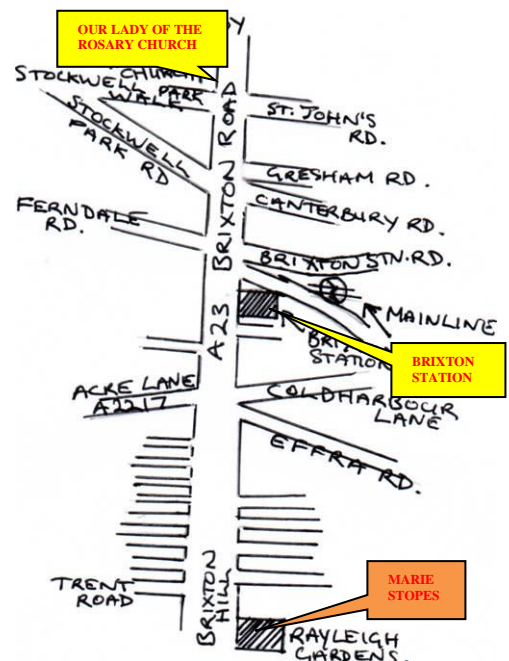 OUR LADY OF THE
ROSARY CHURCH
CHURCH
STOCKWELL PARK
WALK
STOCKWELL
PARK RD
ST. JOHN'S
RD.
BRIXTON ROAD
GRESHAM RD.
CANTERBURY RD.
FERNDALE
RD.
BRIXTON STN. RD.
MAINLINE
STATION
BRIXTON
STATION
A23
ACRE LANE
A2217
COLDHARBOUR
LANE
EFFRA RD.
TRENT
ROAD
BRIXTON
HILL
MARIE
STOPES
RAYLEIGH
GARDENS.